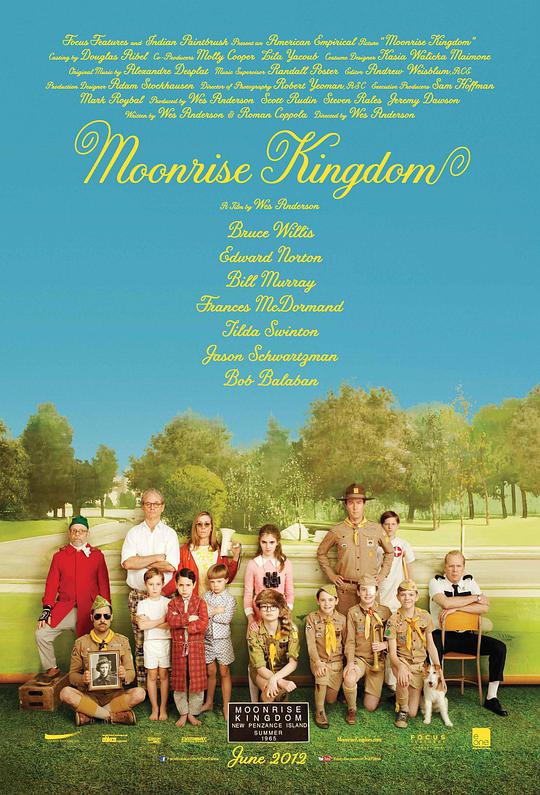 Focus Features and Indian Paintbrush Present an American Empirical Picture "Moonrise Kingdom"
Casting by Douglas Aibel Co-Producers Molly Cooper Lila Yacoub Costume Designer Kasia Walicka Maimone
Original Music by Alexandre Desplat Music Supervisor Randall Poster Editor Andrew Weisblum, ACE
Production Designer Adam Stockhausen Director of Photography Robert Yeoman, ASC Executive Producers Sam Hoffman
Mark Roybal Produced by Wes Anderson Scott Rudin Steven Rales Jeremy Dawson
Written by Wes Anderson & Roman Coppola Directed by Wes Anderson
Moonrise Kingdom
A Film by Wes Anderson
Bruce Willis
Edward Norton
Bill Murray
Frances McDormand
Tilda Swinton
Jason Schwartzman
Bob Balaban
MOONRISE
KINGDOM
NEW PENZANCE ISLAND
SUMMER
1965
MoonriseKingdom.com
FOCUS
June 2012